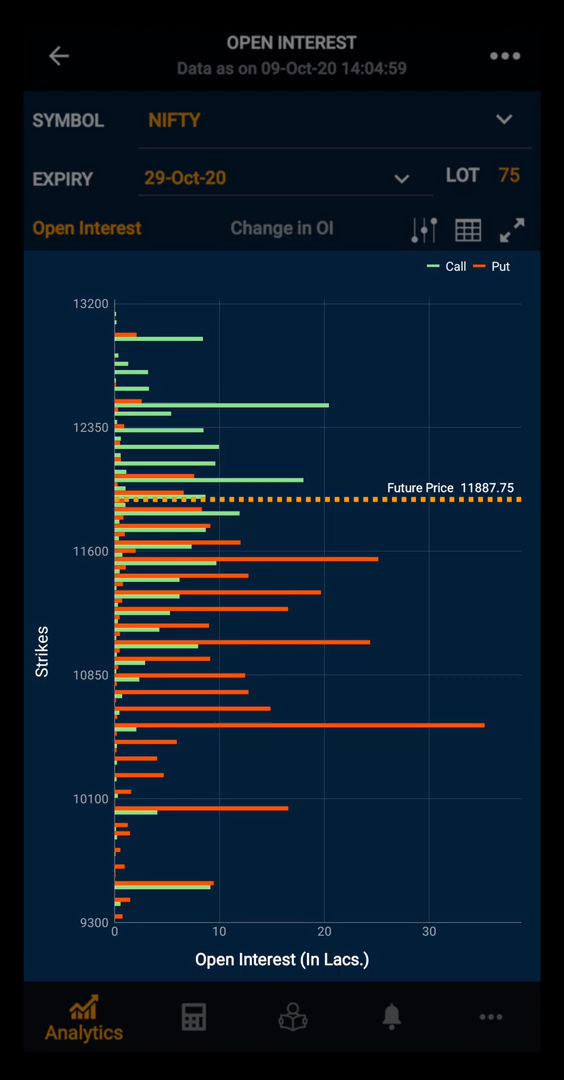 OPEN INTEREST
Data as on 09-Oct-20 14:04:59
SYMBOL NIFTY
EXPIRY 29-Oct-20 LOT 75
Open Interest Change in OI
Call Put
13200
12350
Future Price 11887.75
11600
Strikes
10850
10100
9300
0 10 20 30
Open Interest (In Lacs.)
Analytics